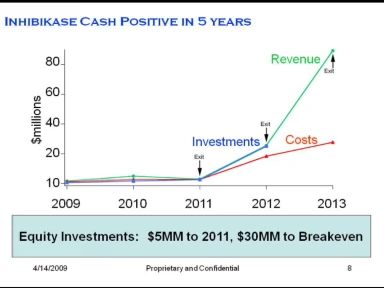 INHIBIKASE CASH POSITIVE IN 5 YEARS
$millions
80
60
40
20
10
Revenue
Exit
Exit
Investments
Costs
Exit
2009 2010 2011 2012 2013
Equity Investments: $5MM to 2011, $30MM to Breakeven
4/14/2009 Proprietary and Confidential 8